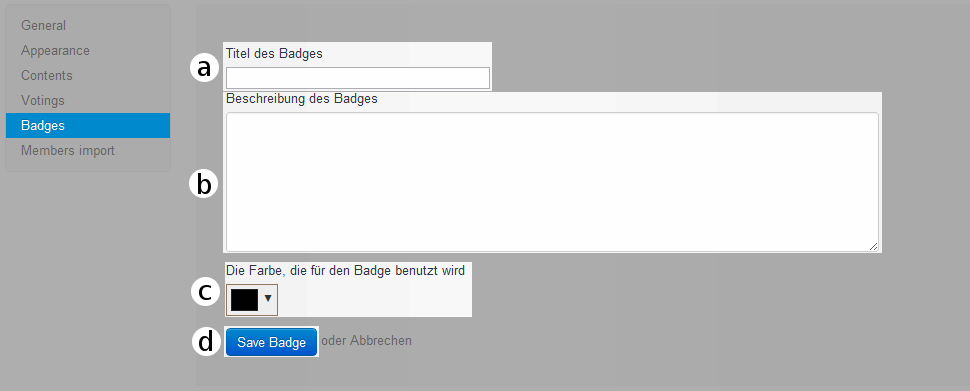 General
Appearance
Contents
Votings
Badges
Members import
a
Titel des Badges
Beschreibung des Badges
b
Die Farbe, die für den Badge benutzt wird
c
d
Save Badge oder Abbrechen